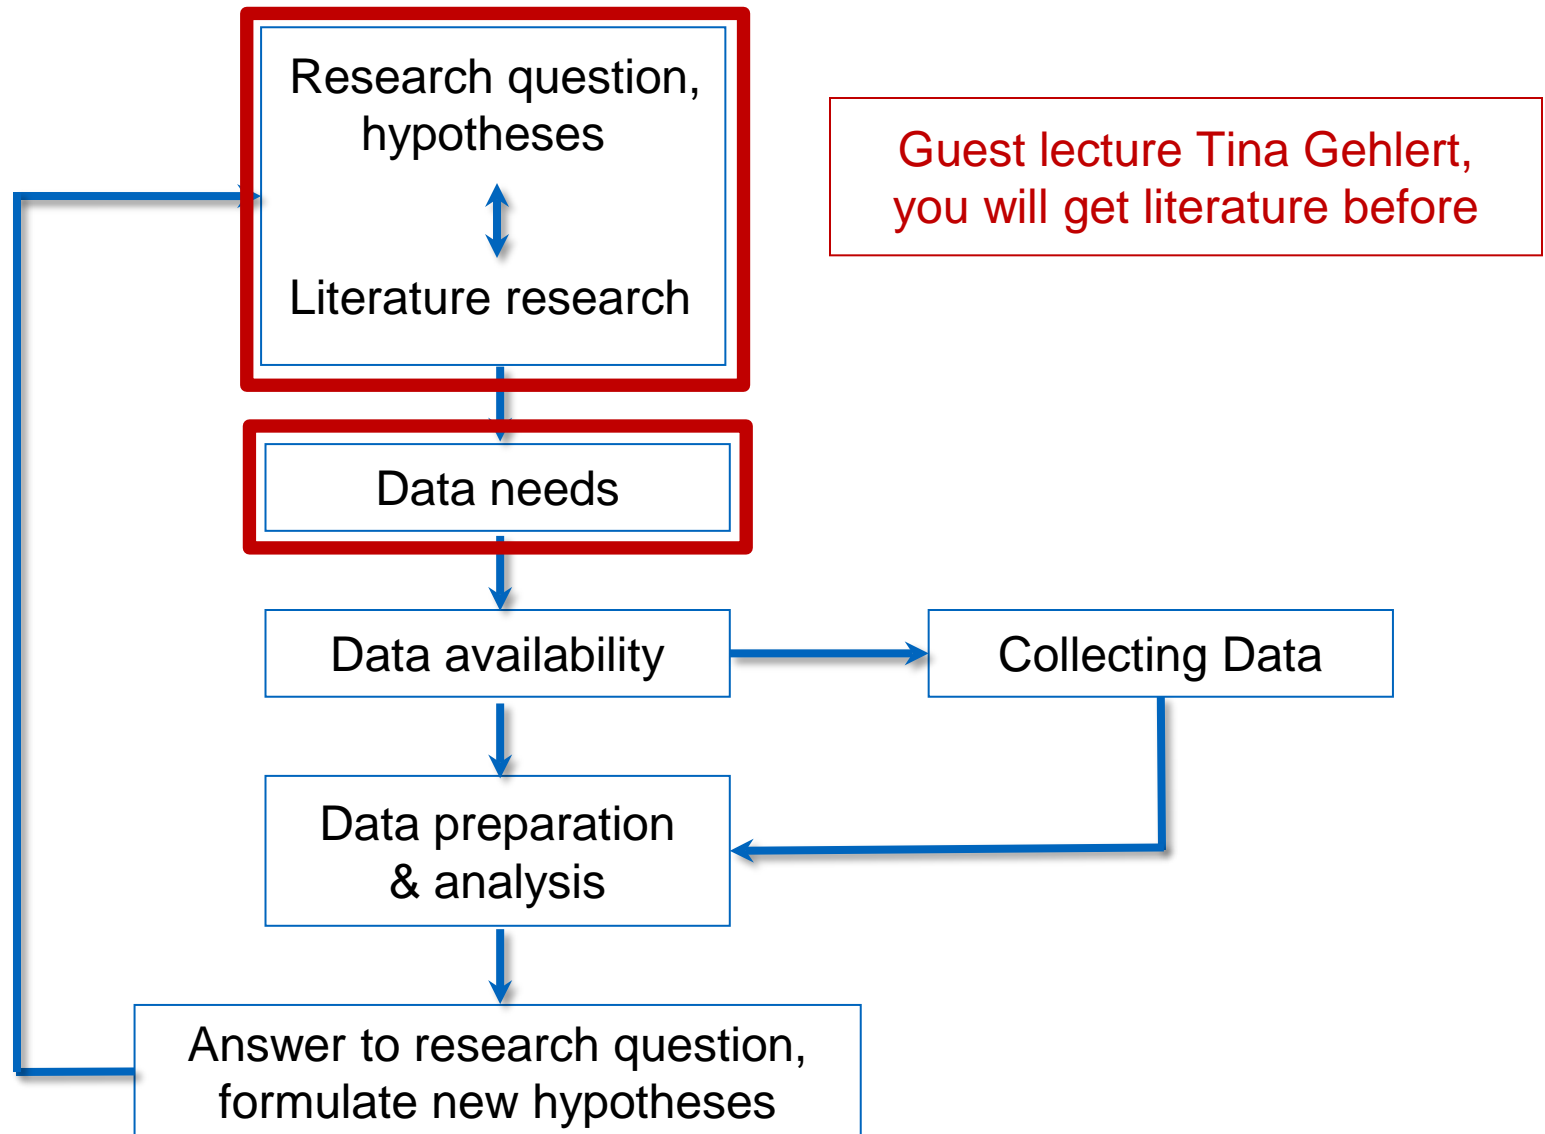 Research question,
hypotheses
Literature research
Guest lecture Tina Gehlert,
you will get literature before
Data needs
Data availability
Collecting Data
Data preparation
& analysis
Answer to research question,
formulate new hypotheses